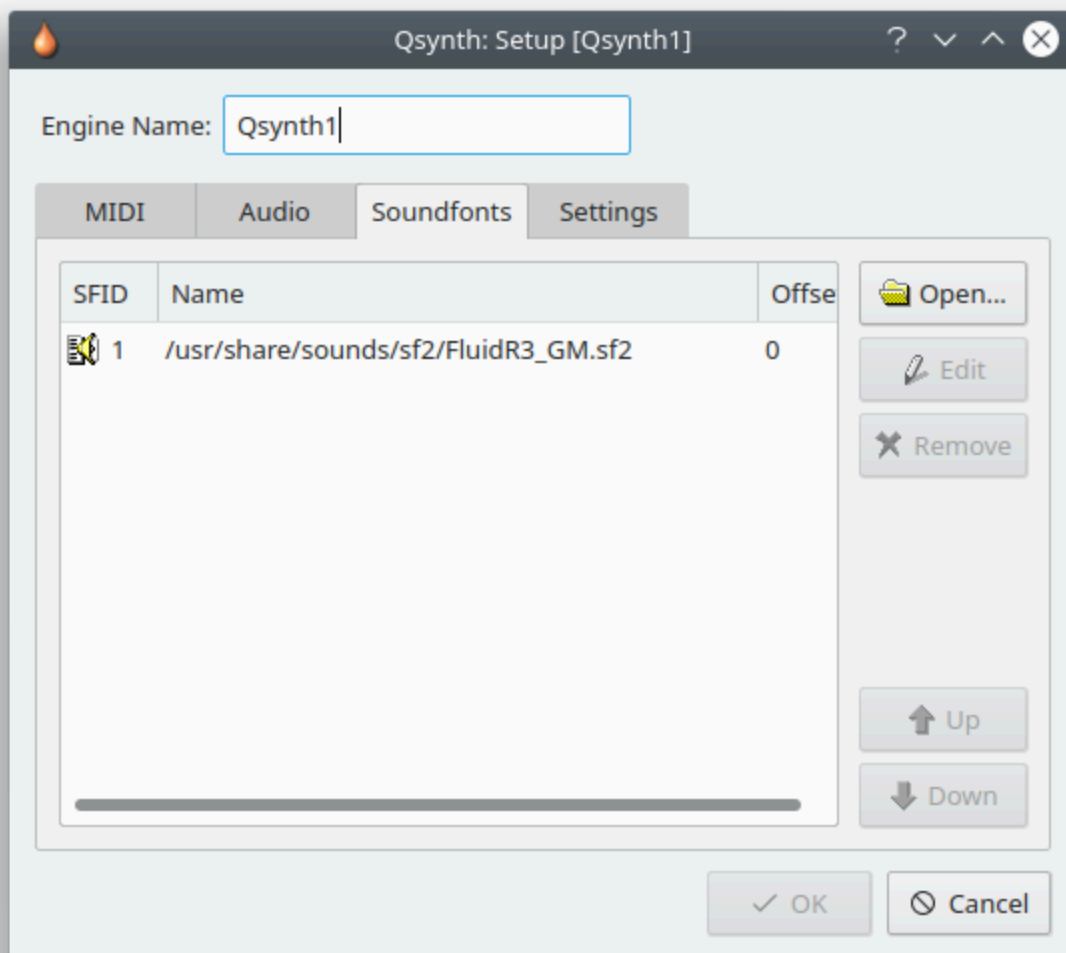 Qsynth: Setup [Qsynth1]
Engine Name: Qsynth1
MIDI Audio Soundfonts Settings
SFID Name Offse
1 /usr/share/sounds/sf2/FluidR3_GM.sf2 0
Open...
Edit
Remove
Up
Down
OK Cancel